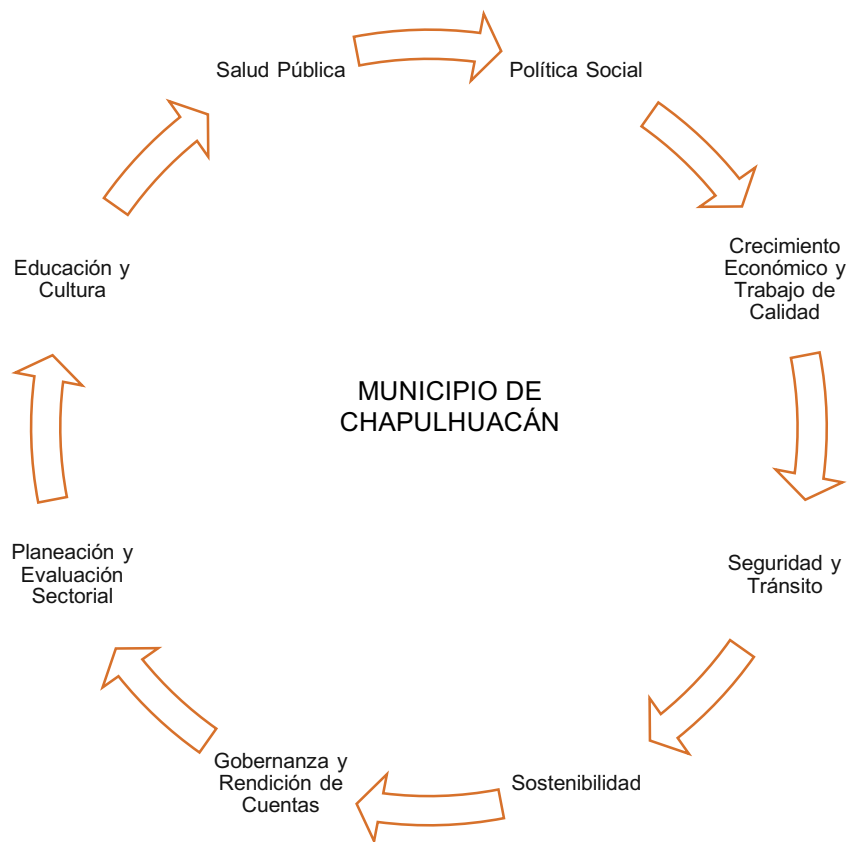 Salud Pública
Política Social
Crecimiento
Económico y
Trabajo de
Calidad
Seguridad y
Tránsito
Sostenibilidad
Gobernanza y
Rendición de
Cuentas
Planeación y
Evaluación
Sectorial
Educación y
Cultura
MUNICIPIO DE
CHAPULHUACÁN